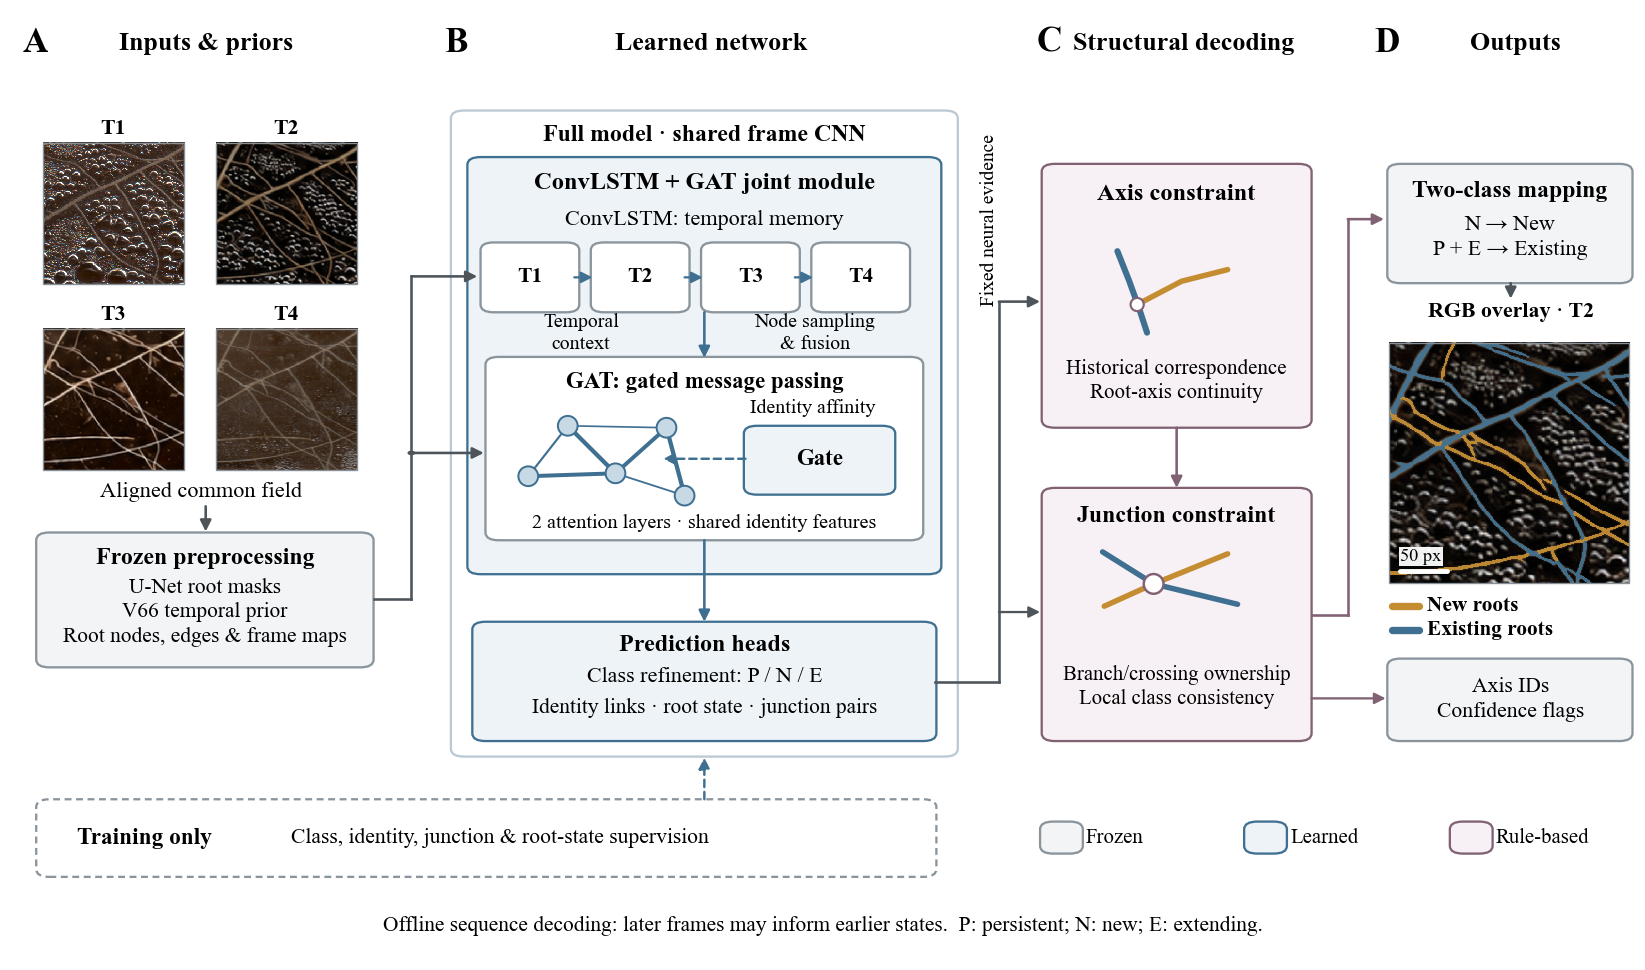 A Inputs & priors
T1 T2
T3 T4
Aligned common field
Frozen preprocessing
U-Net root masks
V66 temporal prior
Root nodes, edges & frame maps
B Learned network
Full model · shared frame CNN
ConvLSTM + GAT joint module
ConvLSTM: temporal memory
T1 T2 T3 T4
Temporal
context
Node sampling
& fusion
GAT: gated message passing
Identity affinity
Gate
2 attention layers · shared identity features
Prediction heads
Class refinement: P / N / E
Identity links · root state · junction pairs
Training only
Class, identity, junction & root-state supervision
Fixed neural evidence
C Structural decoding
Axis constraint
Historical correspondence
Root-axis continuity
Junction constraint
Branch/crossing ownership
Local class consistency
D Outputs
Two-class mapping
N → New
P + E → Existing
RGB overlay · T2
50 px
New roots
Existing roots
Axis IDs
Confidence flags
Frozen Learned Rule-based
Offline sequence decoding: later frames may inform earlier states. P: persistent; N: new; E: extending.